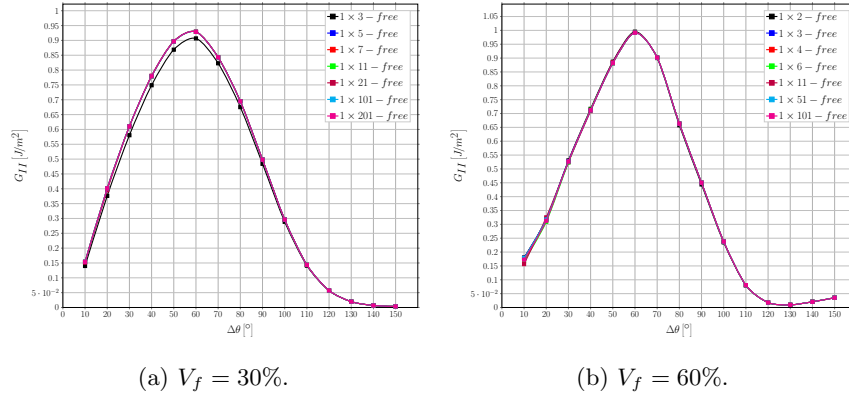 1
0.95
0.9
0.85
0.8
0.75
0.7
0.65
0.6
0.55
0.5
0.45
0.4
0.35
0.3
0.25
0.2
0.15
0.1
5 · 10⁻²
0
G_{II} [J/m²]
0 10 20 30 40 50 60 70 80 90 100 110 120 130 140 150
Δθ [°]
1 × 3 − free
1 × 5 − free
1 × 7 − free
1 × 11 − free
1 × 21 − free
1 × 101 − free
1 × 201 − free
(a) V_f = 30%.
1.05
1
0.95
0.9
0.85
0.8
0.75
0.7
0.65
0.6
0.55
0.5
0.45
0.4
0.35
0.3
0.25
0.2
0.15
0.1
5 · 10⁻²
0
G_{II} [J/m²]
0 10 20 30 40 50 60 70 80 90 100 110 120 130 140 150
Δθ [°]
1 × 2 − free
1 × 3 − free
1 × 4 − free
1 × 6 − free
1 × 11 − free
1 × 51 − free
1 × 101 − free
(b) V_f = 60%.